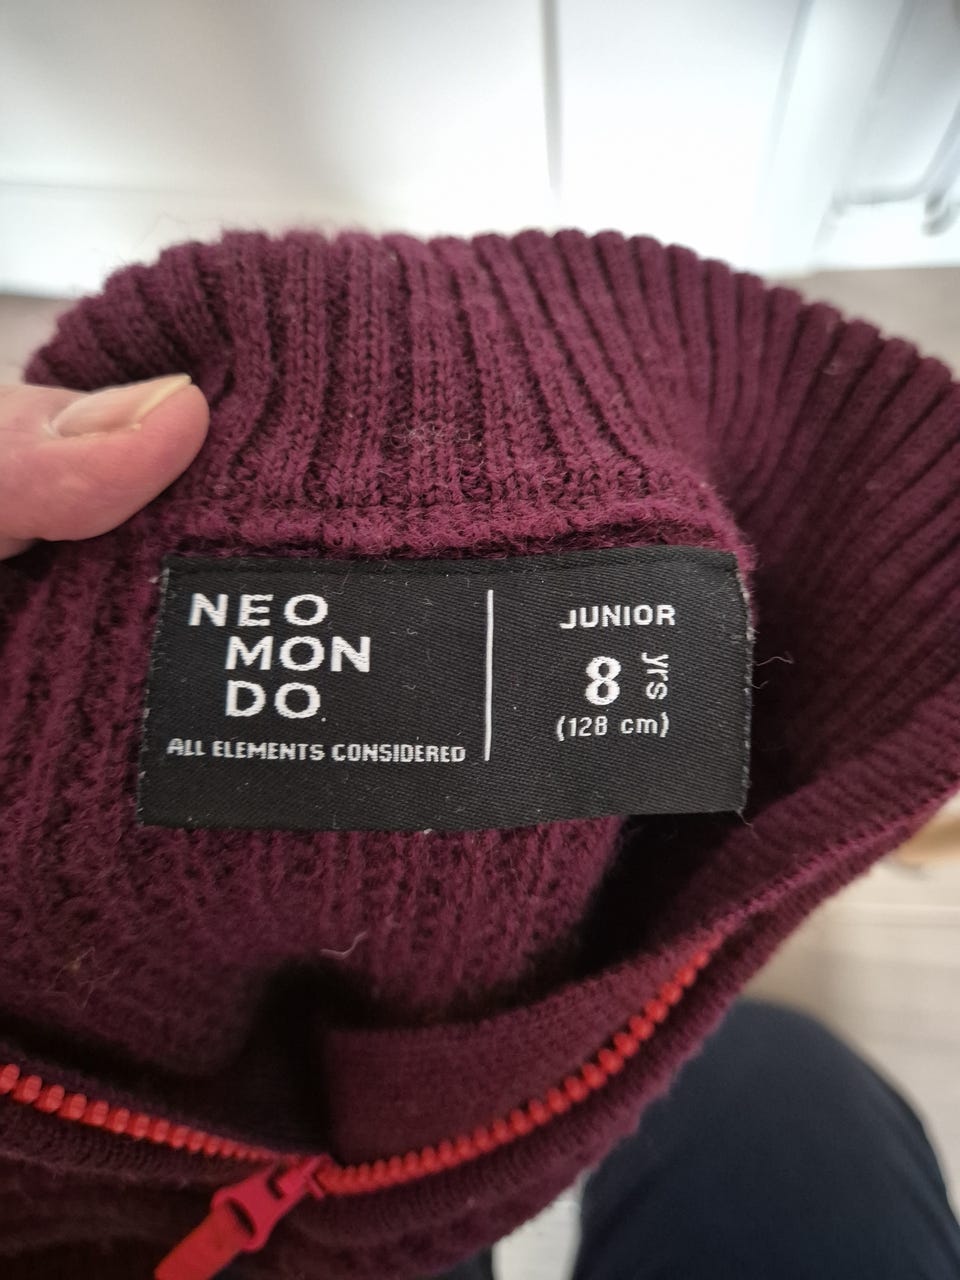 NEO
MON
DO
ALL ELEMENTS CONSIDERED
JUNIOR
8 yrs
(128 cm)